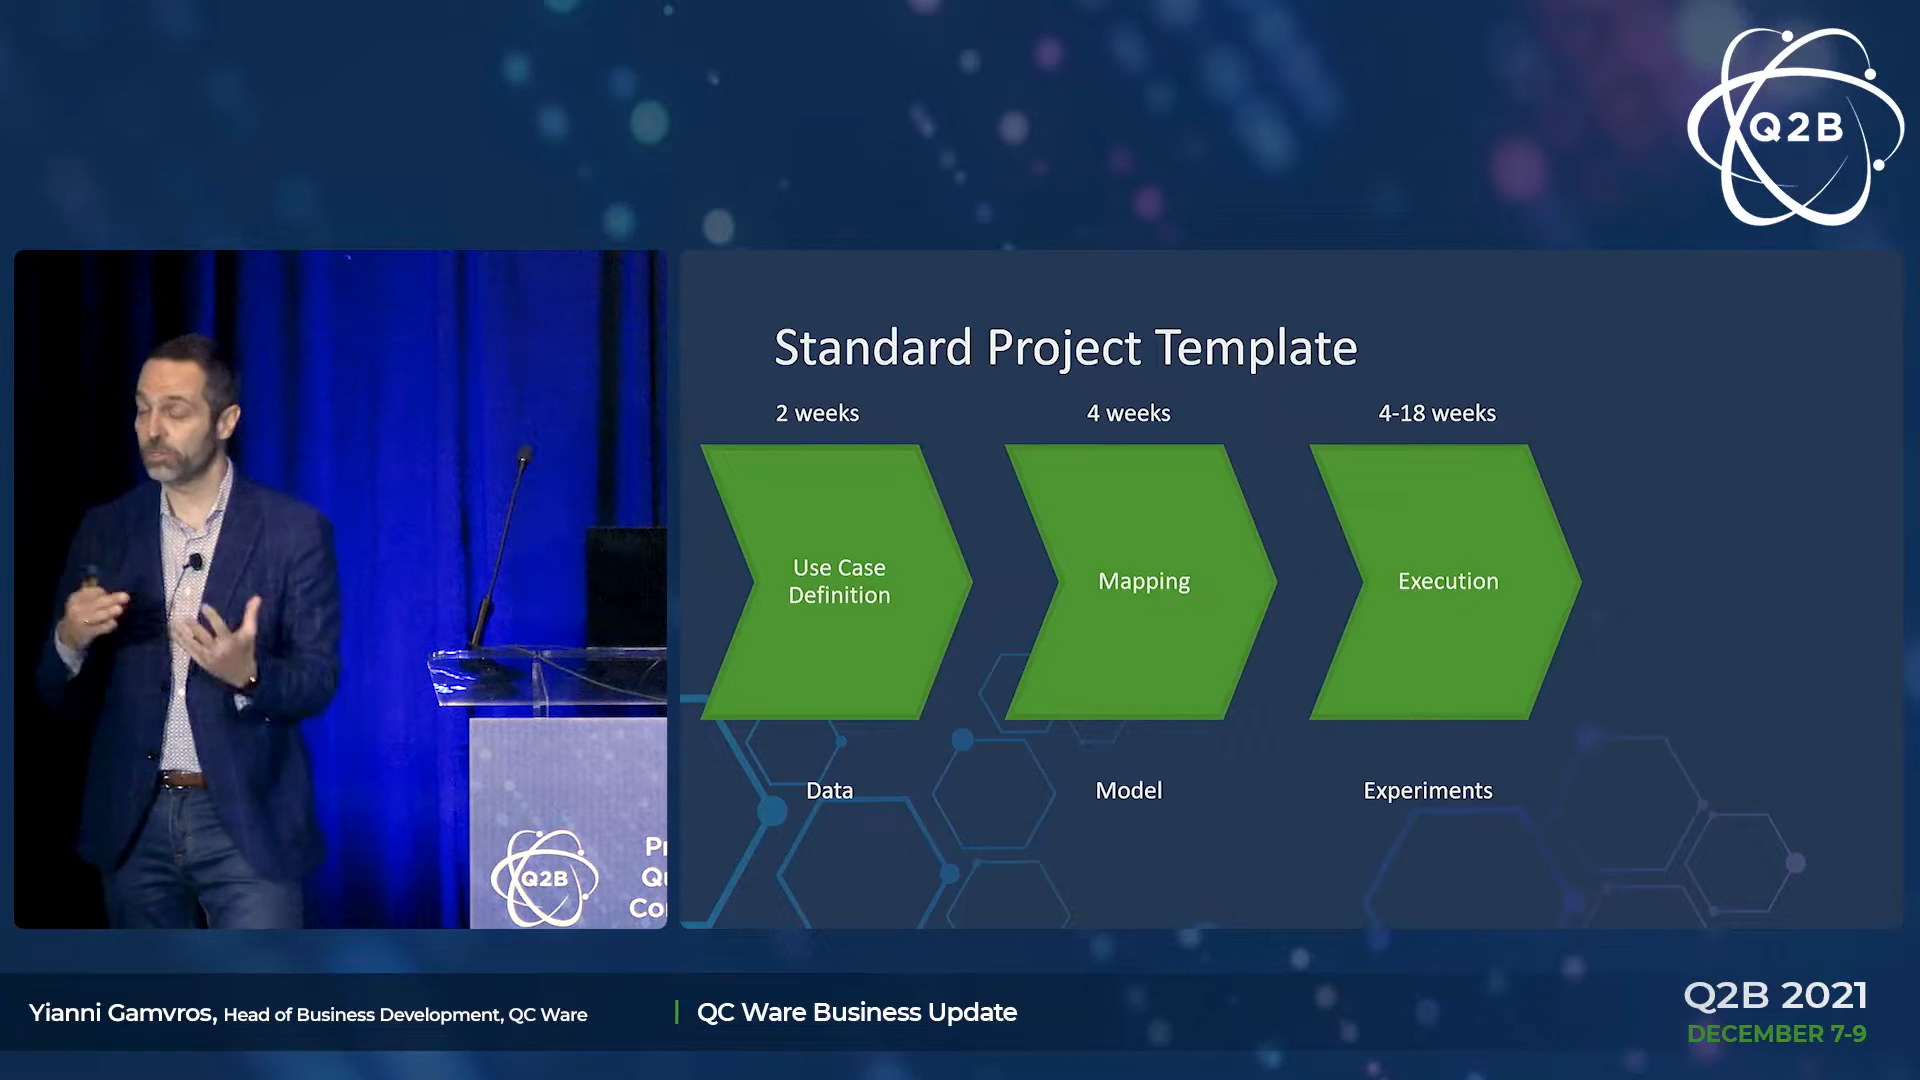 Q2B
Standard Project Template
2 weeks
4 weeks
4-18 weeks
Use Case
Definition
Mapping
Execution
Data
Model
Experiments
Q2B
Yianni Gamvros, Head of Business Development, QC Ware
QC Ware Business Update
Q2B 2021
DECEMBER 7-9